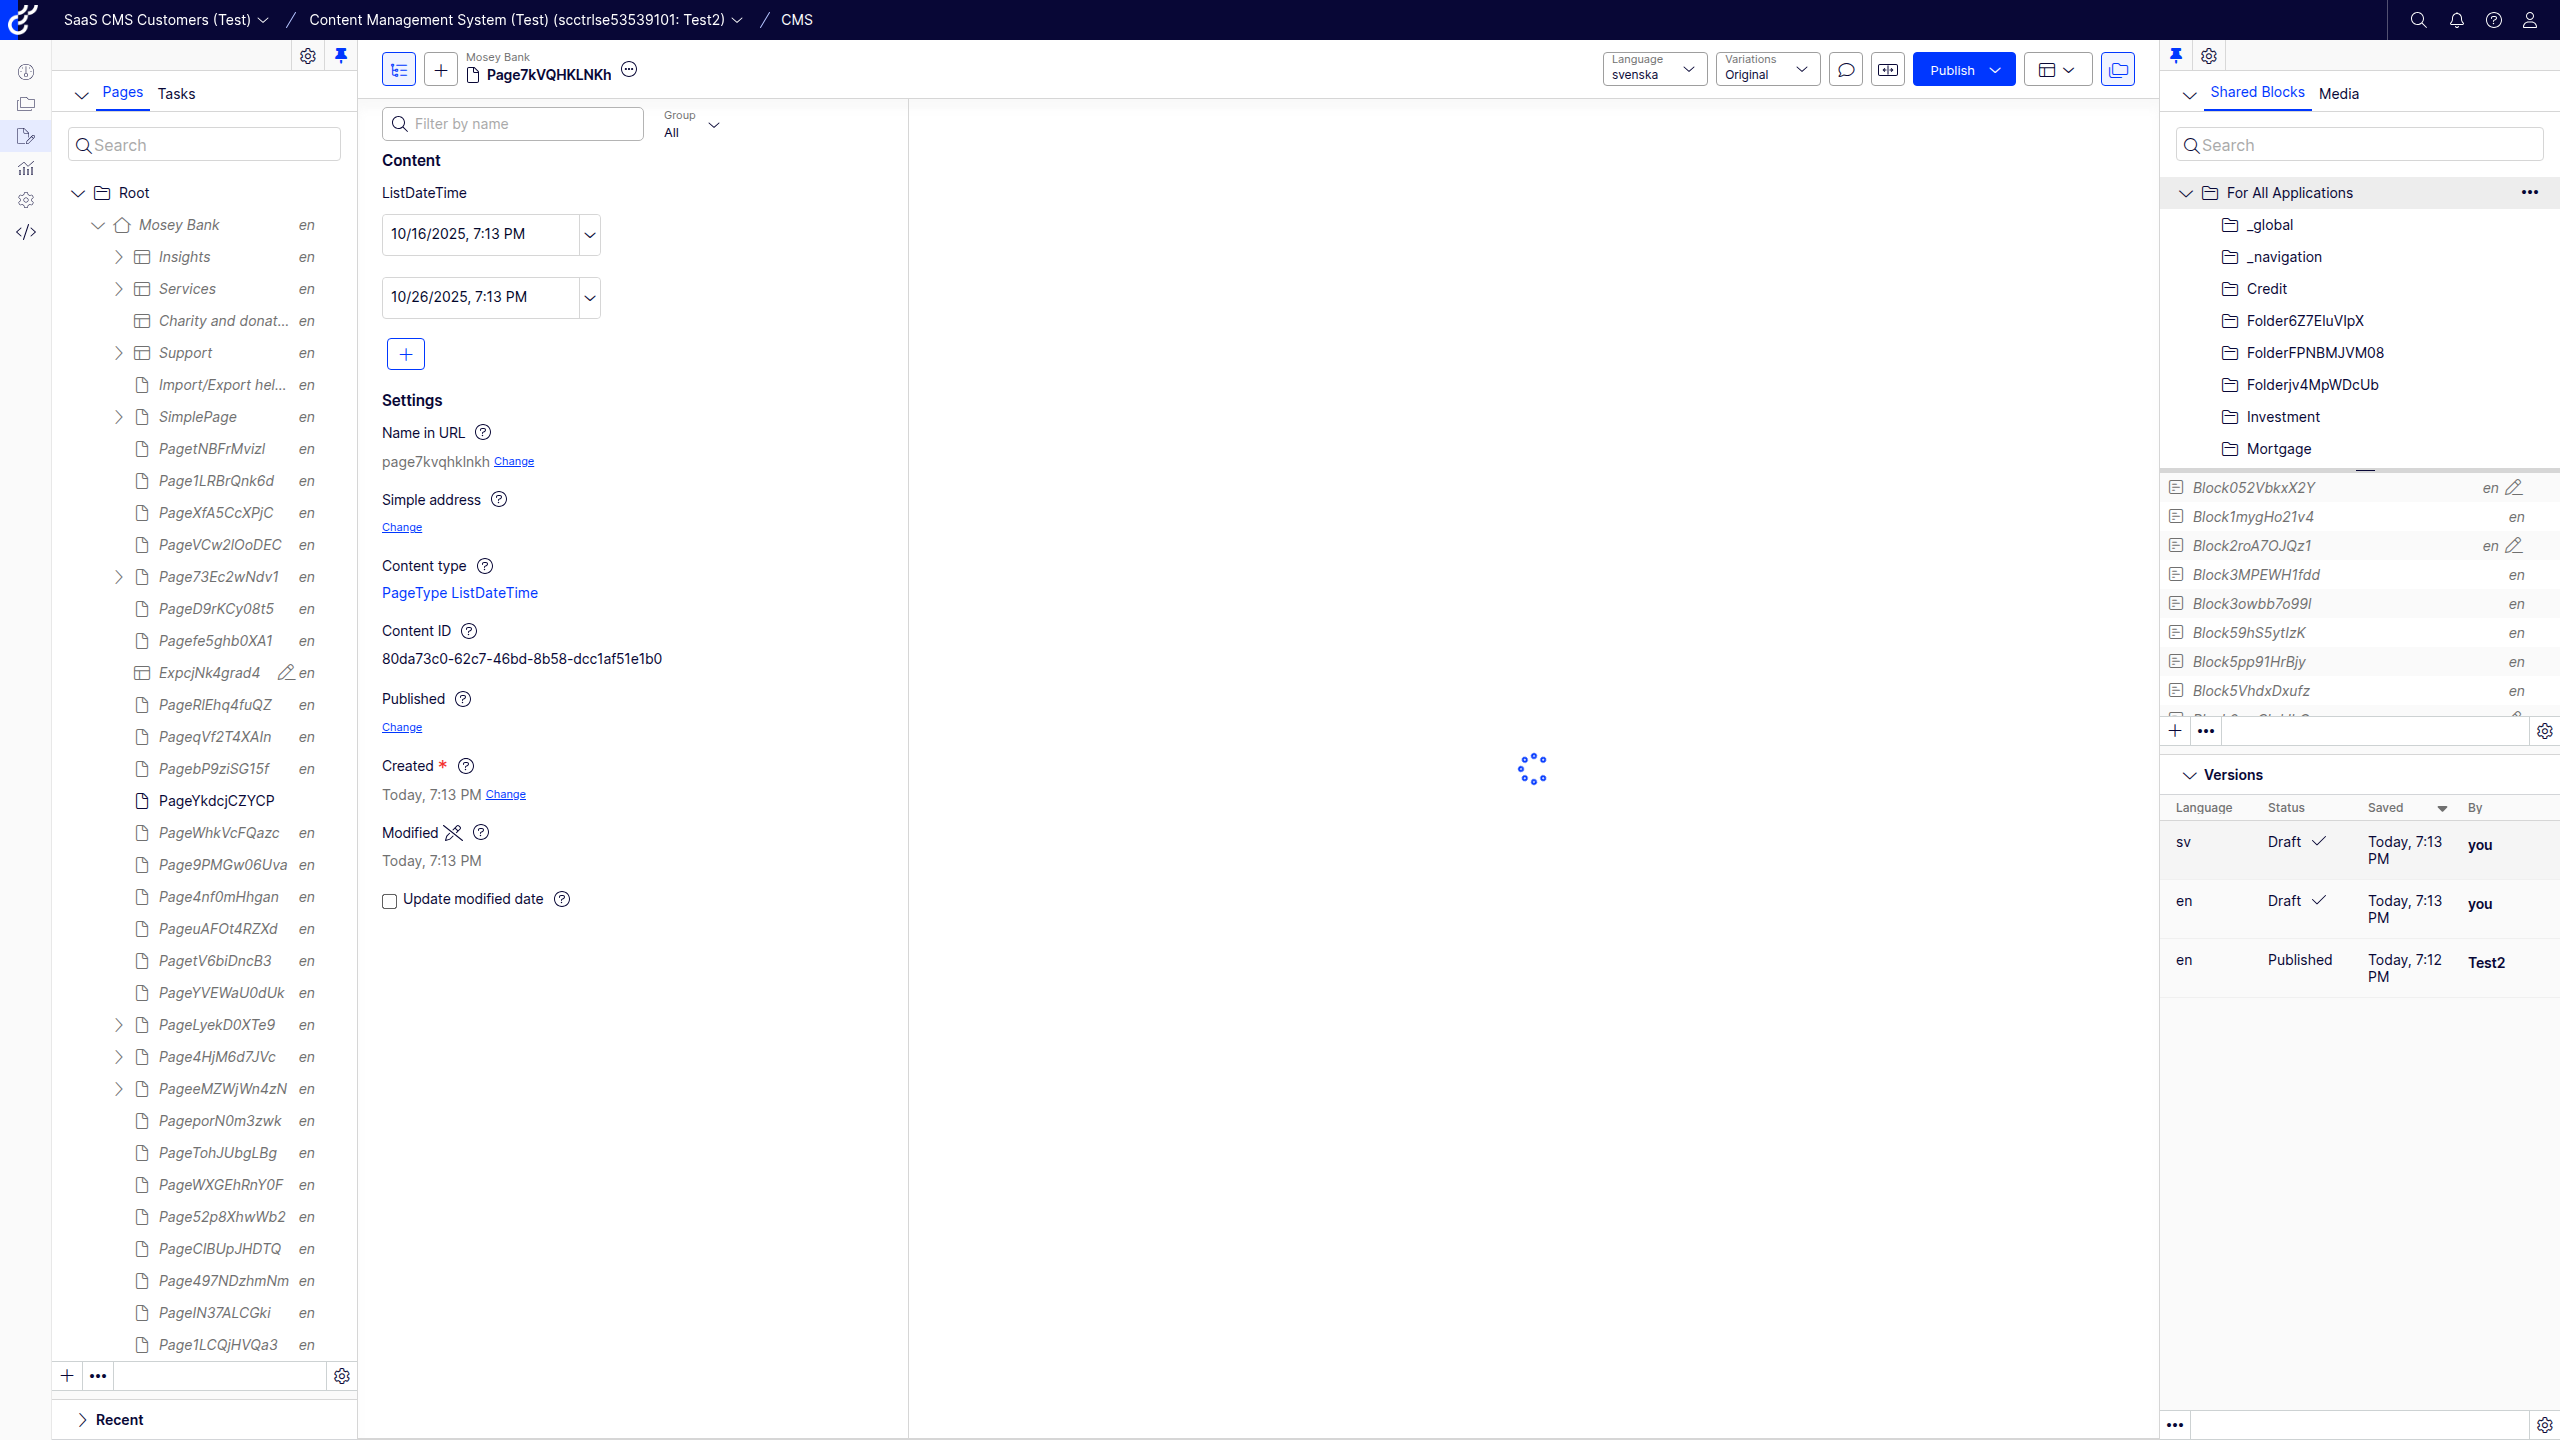 SaaS CMS Customers (Test)
Content Management System (Test) (scctrlse53539101: Test2)
CMS
Pages
Tasks
Search
Root
Mosey Bank en
Insights en
Services en
Charity and donat... en
Support en
Import/Export hel... en
SimplePage en
PagetNBFrMvizl en
Page1LRBrQnk6d en
PageXfA5CcXPjC en
PageVCw2lOoDEC en
Page73Ec2wNdv1 en
PageD9rKCy08t5 en
Pagefe5ghb0XA1 en
ExpcjNk4grad4 en
PageRlEhq4fuQZ en
PageqVf2T4XAln en
PagebP9ziSG15f en
PageYkdcjCZYCP
PageWhkVcFQazc en
Page9PMGw06Uva en
Page4nf0mHhgan en
PageuAFOt4RZXd en
PagetV6biDncB3 en
PageYVEWaU0dUk en
PageLyekD0XTe9 en
Page4HjM6d7JVc en
PageeMZWjWn4zN en
PageporN0m3zwk en
PageTohJUbgLBg en
PageWXGEhRnY0F en
Page52p8XhwWb2 en
PageClBUpJHDTQ en
Page497NDzhmNm en
PageIN37ALCGki en
Page1LCQjHVQa3 en
Recent
Mosey Bank
Page7kVQHKLNKh
Language
svenska
Variations
Original
Publish
Filter by name
Group
All
Content
ListDateTime
10/16/2025, 7:13 PM
10/26/2025, 7:13 PM
Settings
Name in URL
page7kvqhklnkh Change
Simple address
Change
Content type
PageType ListDateTime
Content ID
80da73c0-62c7-46bd-8b58-dcc1af51e1b0
Published
Change
Created *
Today, 7:13 PM Change
Modified
Today, 7:13 PM
Update modified date
Shared Blocks
Media
Search
For All Applications
_global
_navigation
Credit
Folder6Z7EluVlpX
FolderFPNBMJVM08
Folderjv4MpWDcUb
Investment
Mortgage
Block052VbkxX2Y en
Block1mygHo21v4 en
Block2roA7OJQz1 en
Block3MPEWH1fdd en
Block3owbb7o99l en
Block59hS5ytIzK en
Block5pp91HrBjy en
Block5VhdxDxufz en
Versions
Language Status Saved By
sv Draft Today, 7:13 PM you
en Draft Today, 7:13 PM you
en Published Today, 7:12 PM Test2